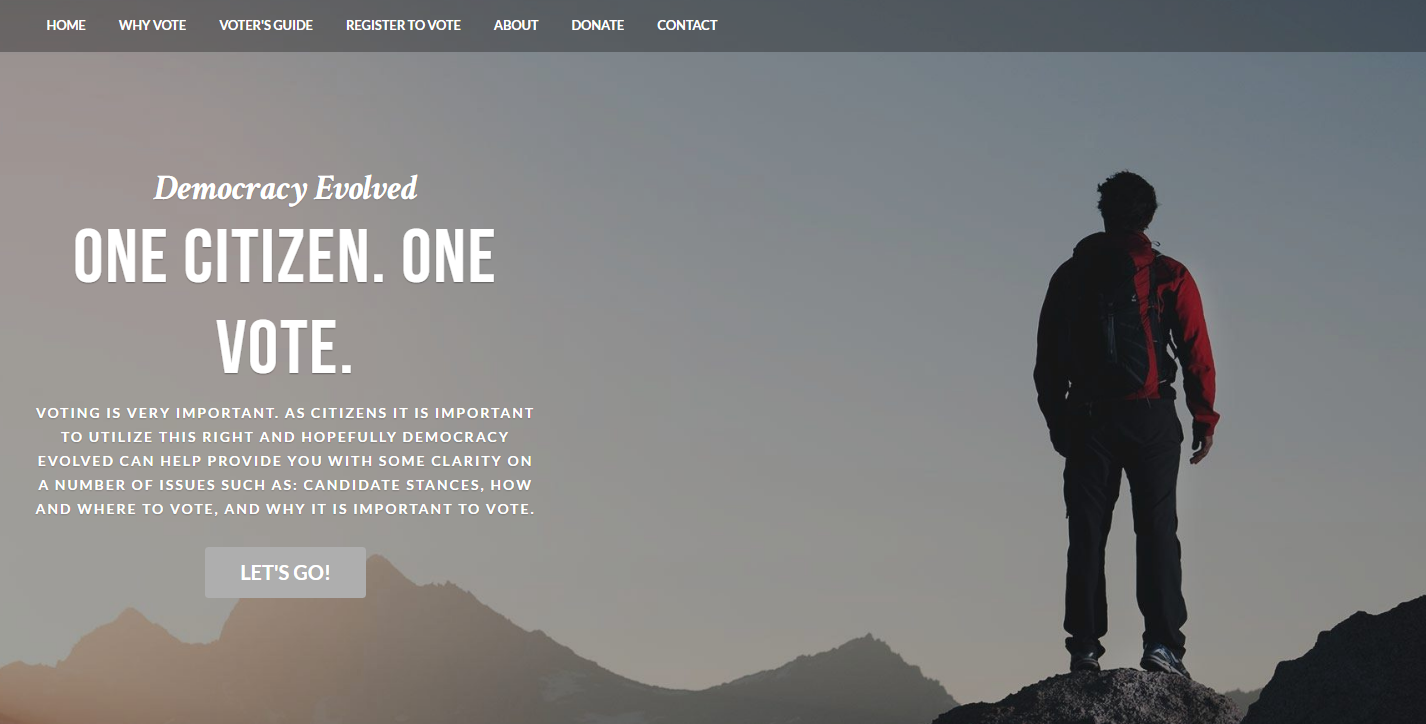 HOME WHY VOTE VOTER'S GUIDE REGISTER TO VOTE ABOUT DONATE CONTACT
Democracy Evolved
ONE CITIZEN. ONE
VOTE.
VOTING IS VERY IMPORTANT. AS CITIZENS IT IS IMPORTANT
TO UTILIZE THIS RIGHT AND HOPEFULLY DEMOCRACY
EVOLVED CAN HELP PROVIDE YOU WITH SOME CLARITY ON
A NUMBER OF ISSUES SUCH AS: CANDIDATE STANCES, HOW
AND WHERE TO VOTE, AND WHY IT IS IMPORTANT TO VOTE.
LET'S GO!